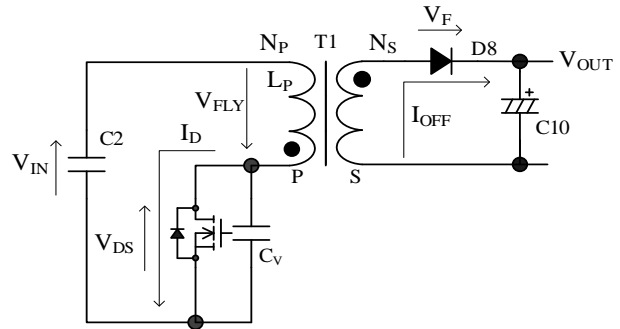 V_F
N_P T1 N_S D8
L_P V_OUT
V_FLY
I_D I_OFF
C2 + C10
V_IN
P S
V_DS
C_V